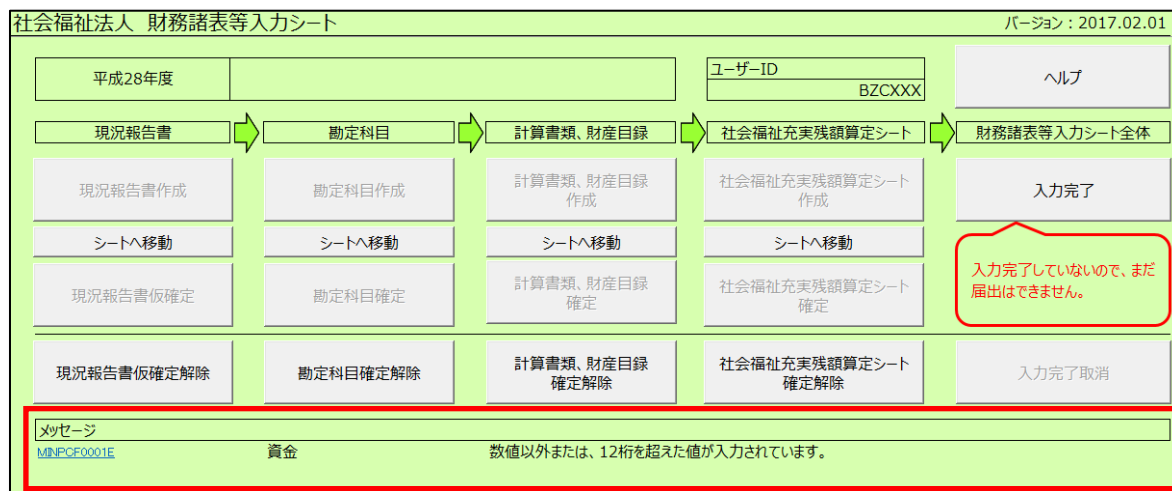 社会福祉法人 財務諸表等入力シート
バージョン：2017.02.01
平成28年度
ユーザーID
BZCXXX
ヘルプ
現況報告書
勘定科目
計算書類、財産目録
社会福祉充実残額算定シート
財務諸表等入力シート全体
現況報告書作成
勘定科目作成
計算書類、財産目録
作成
社会福祉充実残額算定シート
作成
入力完了
シートへ移動
シートへ移動
シートへ移動
シートへ移動
入力完了していないので、まだ
届出はできません。
現況報告書仮確定
勘定科目確定
計算書類、財産目録
確定
社会福祉充実残額算定シート
確定
現況報告書仮確定解除
勘定科目確定解除
計算書類、財産目録
確定解除
社会福祉充実残額算定シート
確定解除
入力完了取消
メッセージ
MINPCF0001E 資金 数値以外または、12桁を超えた値が入力されています。